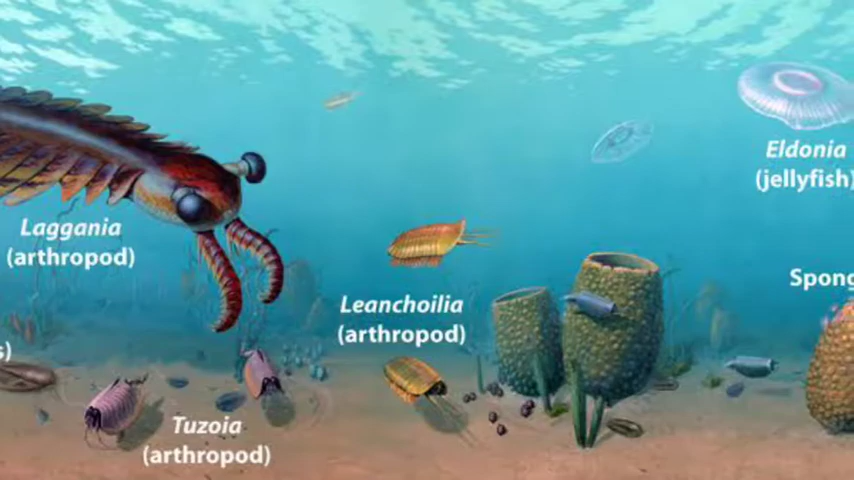 Eldonia
(jellyfish)
Laggania
(arthropod)
Spong
Leanchoilia
(arthropod)
s)
Tuzoia
(arthropod)